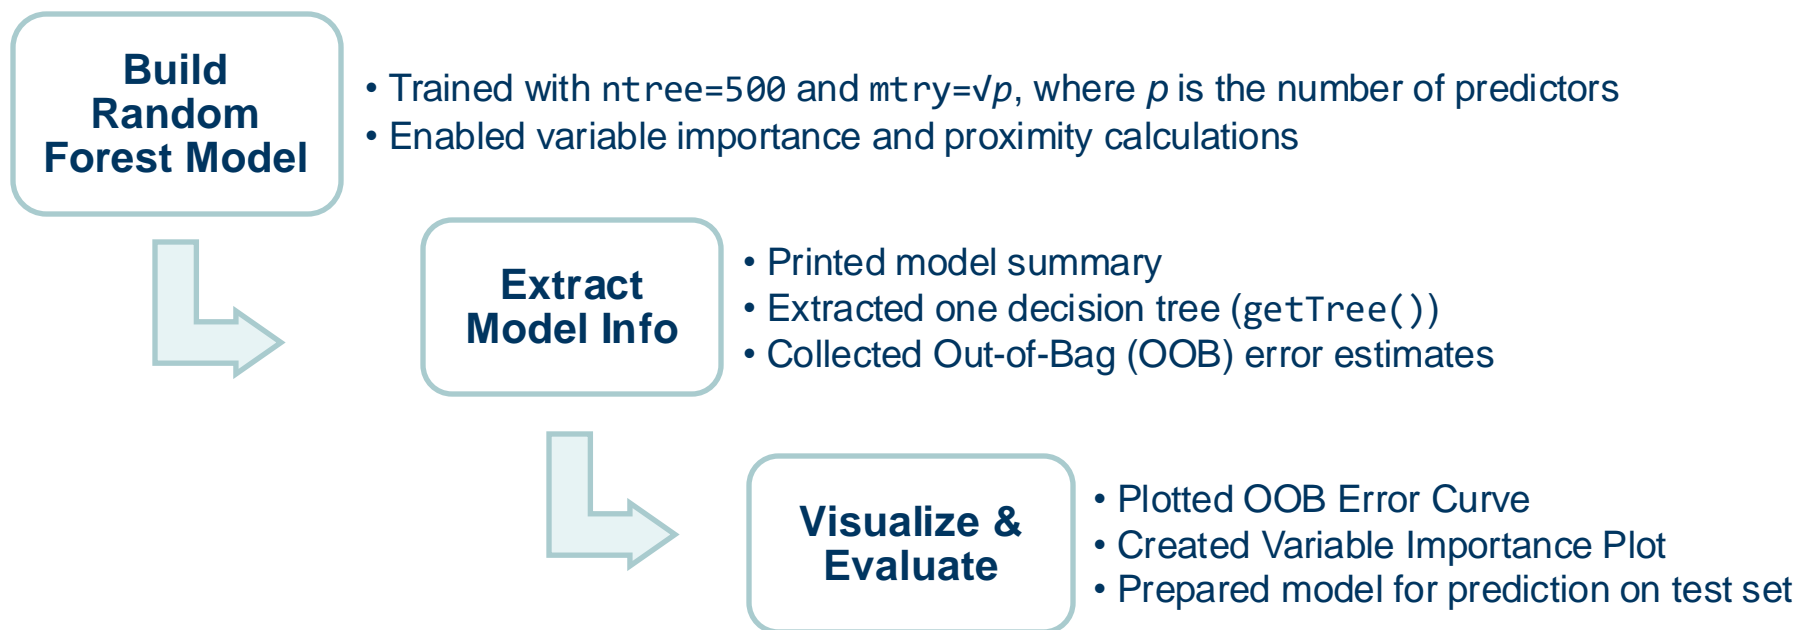 Build
Random
Forest Model
• Trained with ntree=500 and mtry=√p, where p is the number of predictors
• Enabled variable importance and proximity calculations
Extract
Model Info
• Printed model summary
• Extracted one decision tree (getTree())
• Collected Out-of-Bag (OOB) error estimates
Visualize &
Evaluate
• Plotted OOB Error Curve
• Created Variable Importance Plot
• Prepared model for prediction on test set